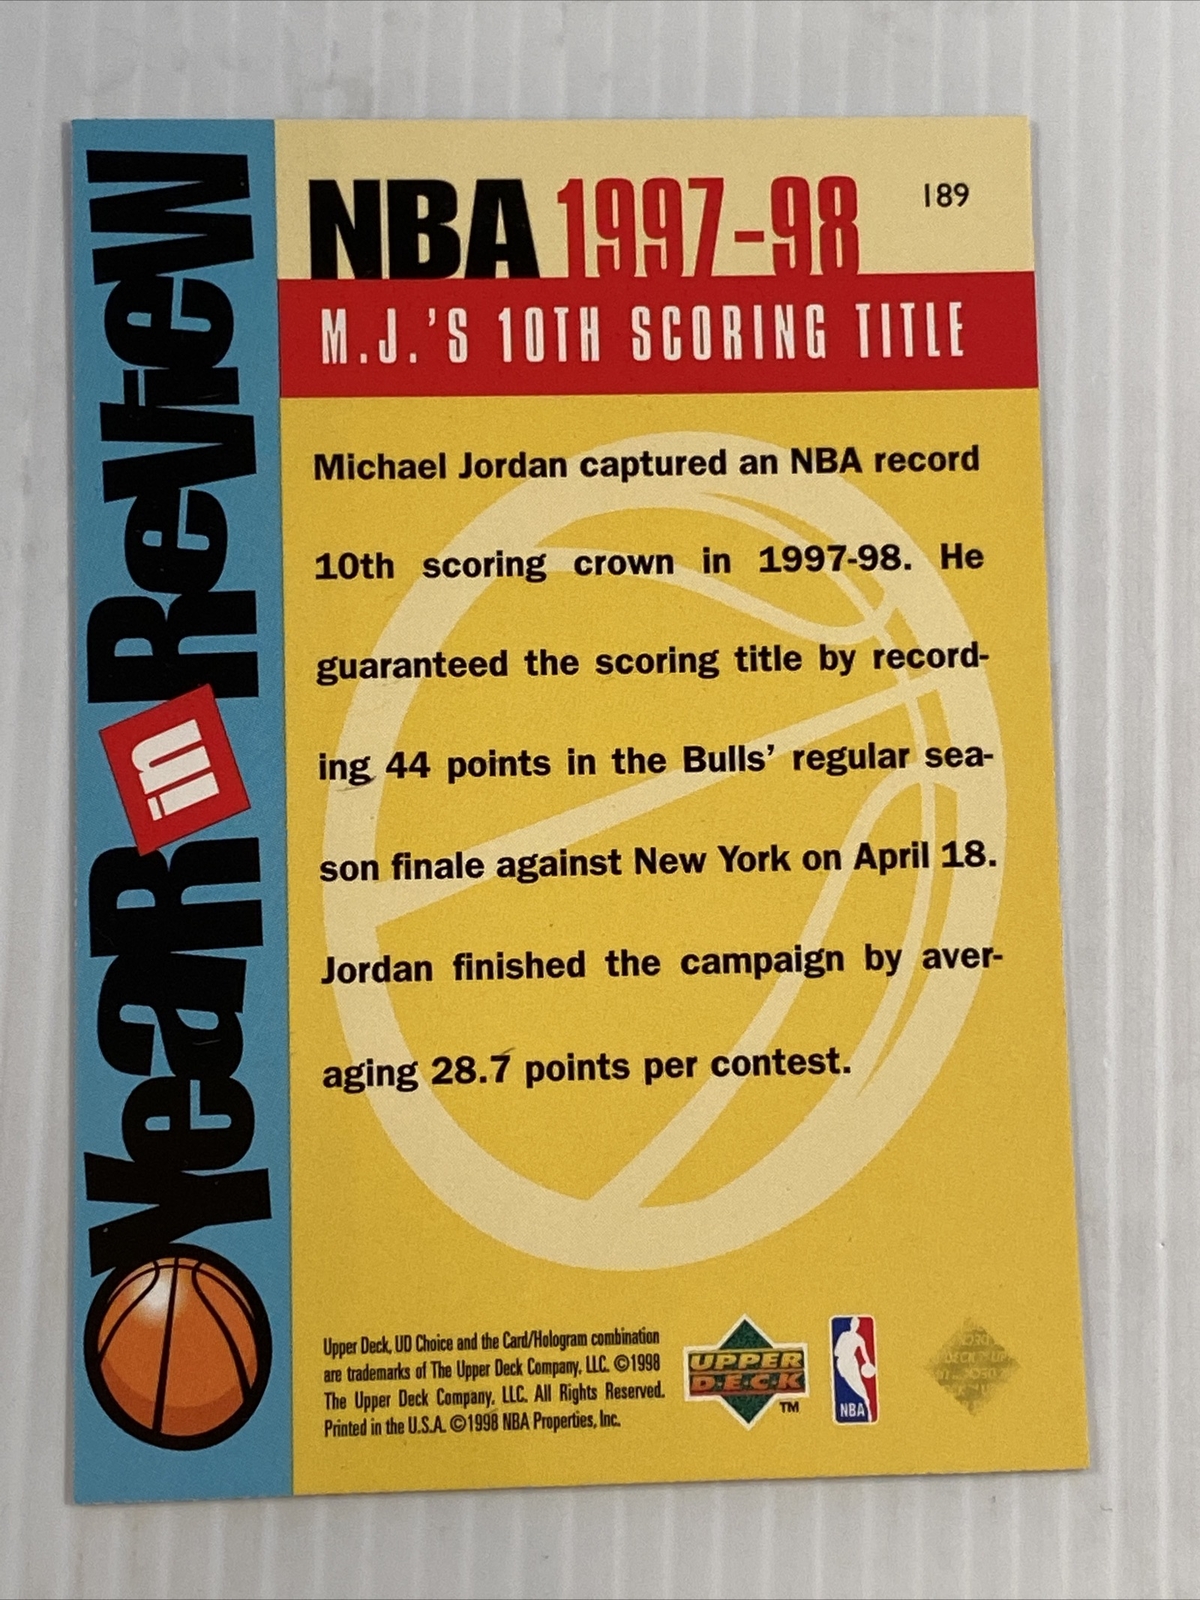 YeaR in ReVieW
NBA 1997-98
189
M.J.'S 10TH SCORING TITLE
Michael Jordan captured an NBA record
10th scoring crown in 1997-98. He
guaranteed the scoring title by record-
ing 44 points in the Bulls' regular sea-
son finale against New York on April 18.
Jordan finished the campaign by aver-
aging 28.7 points per contest.
Upper Deck, UD Choice and the Card/Hologram combination
are trademarks of The Upper Deck Company, LLC. ©1998
The Upper Deck Company, LLC. All Rights Reserved.
Printed in the U.S.A. ©1998 NBA Properties, Inc.
UPPER
D·E·C·K
TM
NBA